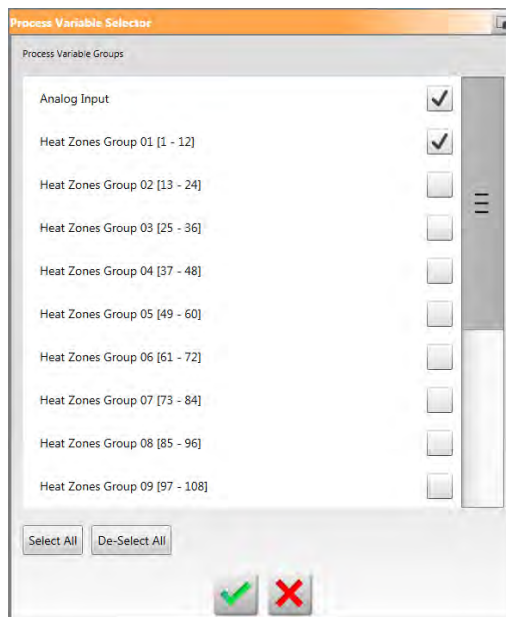 Process Variable Selector
Process Variable Groups
Analog Input
Heat Zones Group 01 [1 - 12]
Heat Zones Group 02 [13 - 24]
Heat Zones Group 03 [25 - 36]
Heat Zones Group 04 [37 - 48]
Heat Zones Group 05 [49 - 60]
Heat Zones Group 06 [61 - 72]
Heat Zones Group 07 [73 - 84]
Heat Zones Group 08 [85 - 96]
Heat Zones Group 09 [97 - 108]
Select All De-Select All